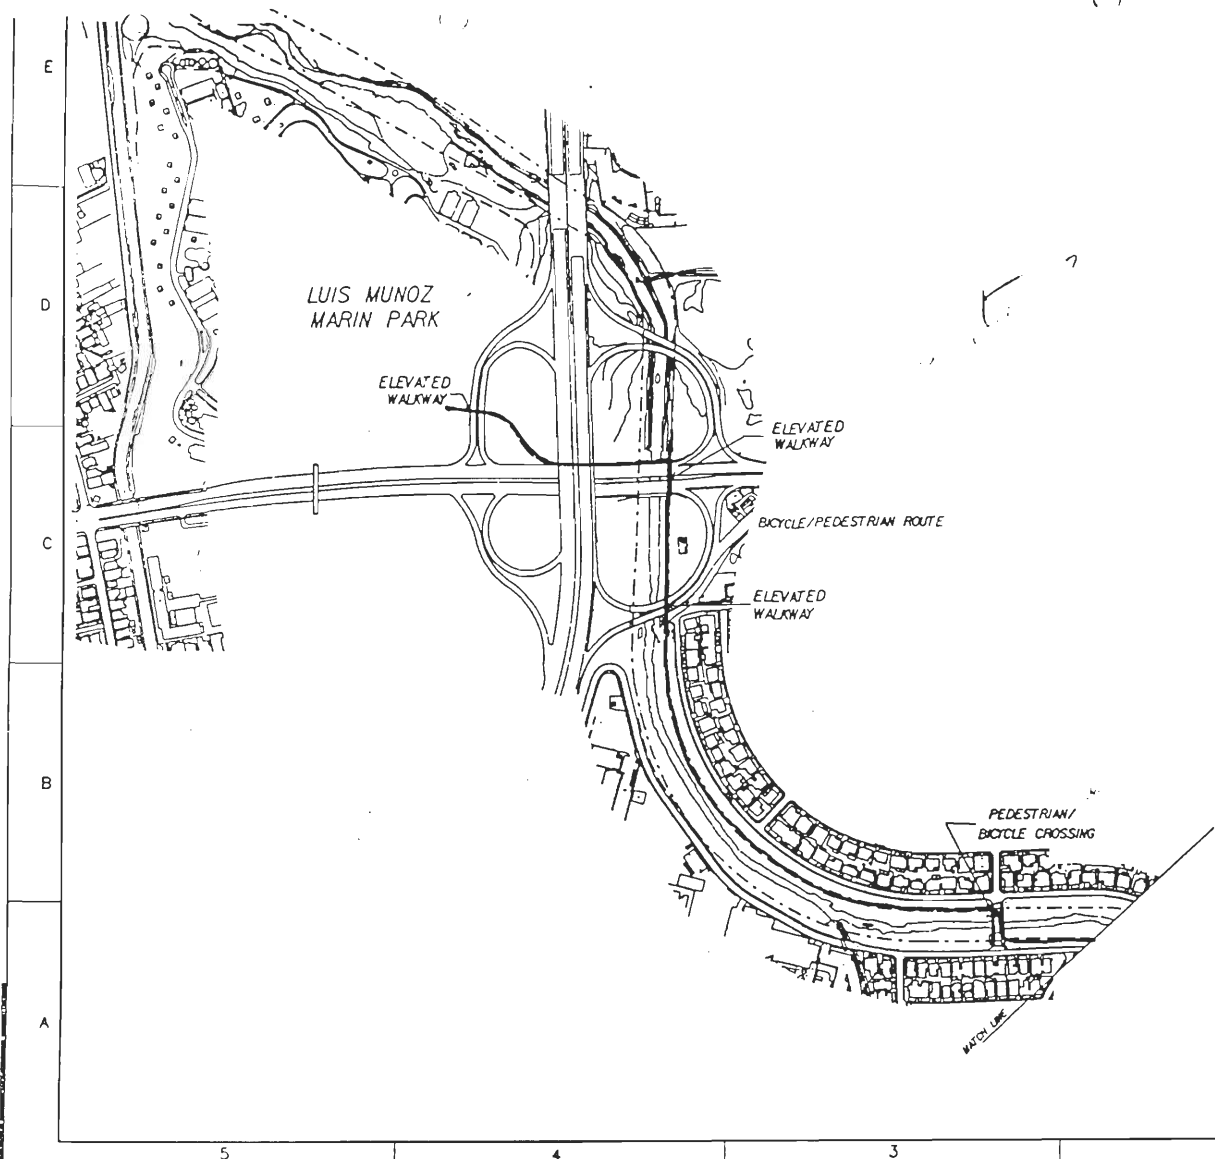 E
D
C
B
A
LUIS MUNOZ
MARIN PARK
ELEVATED
WALKWAY
ELEVATED
WALKWAY
BICYCLE/PEDESTRIAN ROUTE
ELEVATED
WALKWAY
PEDESTRIAN/
BICYCLE CROSSING
MATCH LINE
5
4
3